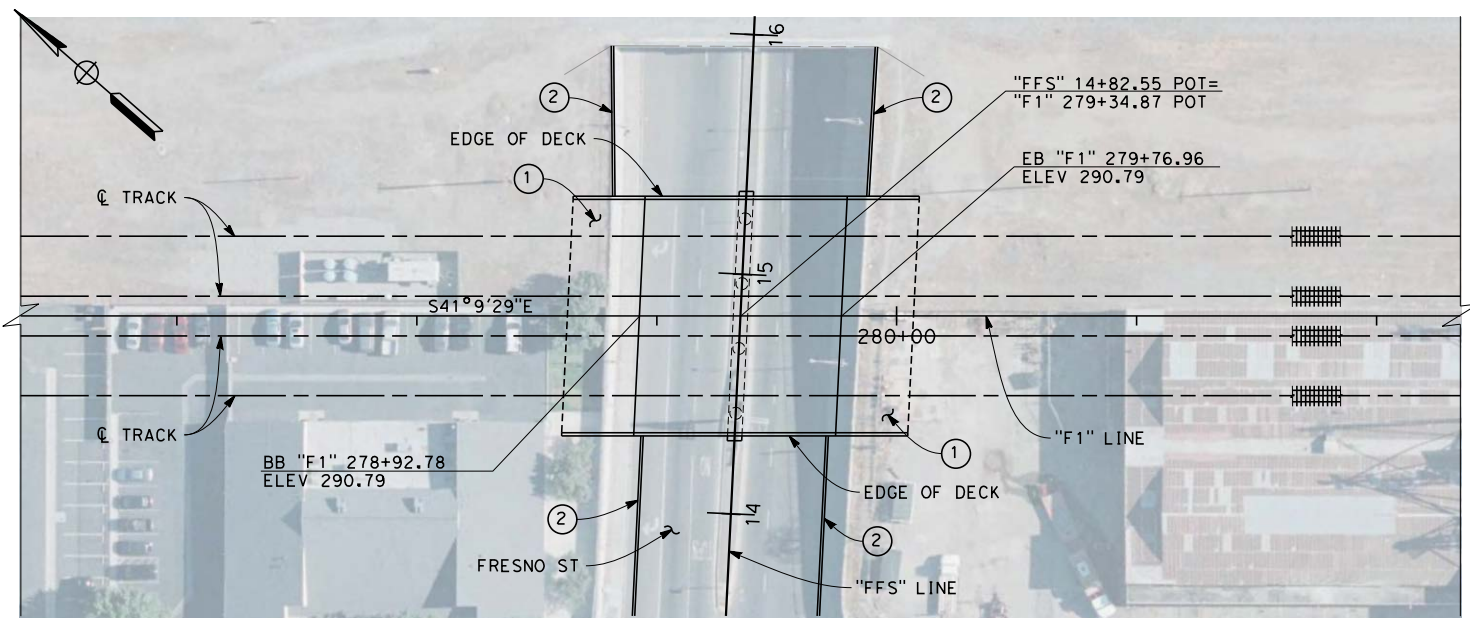 16
"FFS" 14+82.55 POT=
"F1" 279+34.87 POT
2
2
EDGE OF DECK
EB "F1" 279+76.96
ELEV 290.79
1
℄ TRACK
15
S41°9'29"E
280+00
℄ TRACK
"F1" LINE
BB "F1" 278+92.78
ELEV 290.79
1
EDGE OF DECK
14
2
2
FRESNO ST
"FFS" LINE